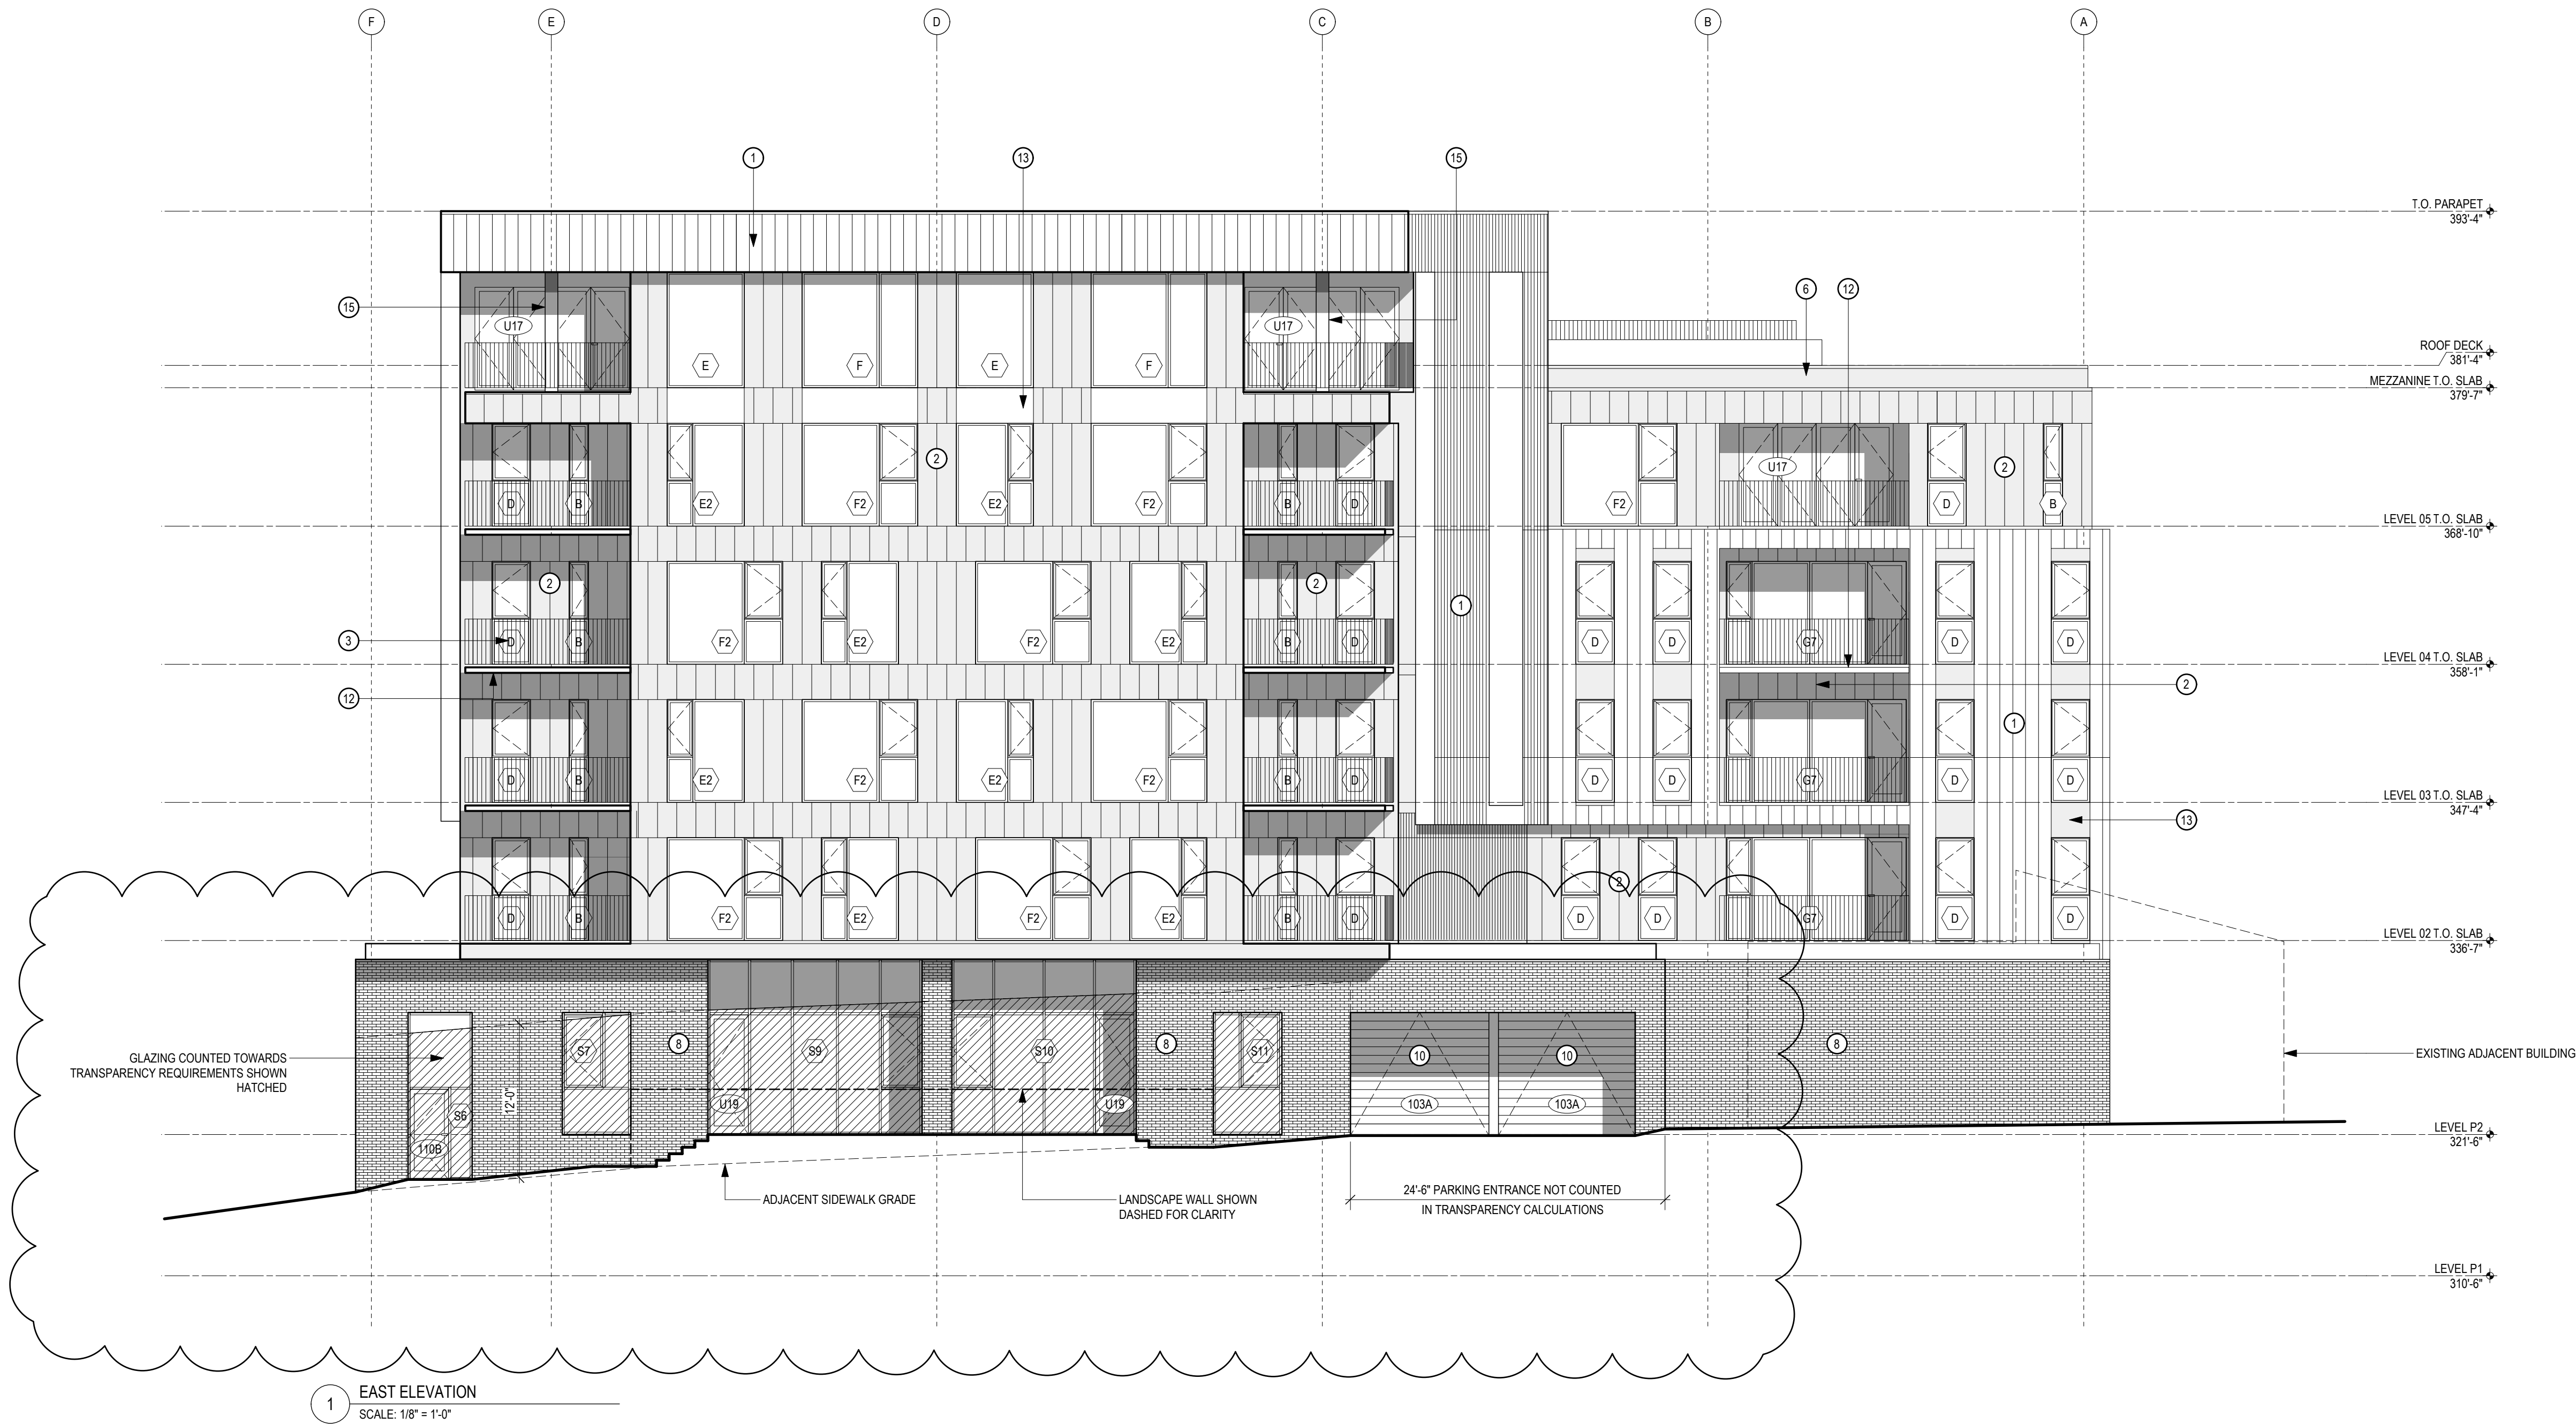 F E D C B A
1 13 15
T.O. PARAPET
393'-4"
6 12
15 U17 U17
ROOF DECK
381'-4"
E F E F
MEZZANINE T.O. SLAB
379'-7"
2 U17 2
D B E2 F2 E2 F2 B D F2 D B
LEVEL 05 T.O. SLAB
368'-10"
2 2 1
3 D B F2 E2 F2 E2 B D D D G7 D D
LEVEL 04 T.O. SLAB
358'-1"
12 2
1
D B E2 F2 E2 F2 B D D D G7 D D
LEVEL 03 T.O. SLAB
347'-4"
13
2
D B F2 E2 F2 E2 B D D D G7 D D
LEVEL 02 T.O. SLAB
336'-7"
S7 8 S9 S10 8 S11 10 10 8
GLAZING COUNTED TOWARDS
TRANSPARENCY REQUIREMENTS SHOWN
HATCHED
EXISTING ADJACENT BUILDING
12'-0"
S6 U19 U19 103A 103A
110B
LEVEL P2
321'-6"
ADJACENT SIDEWALK GRADE
LANDSCAPE WALL SHOWN
DASHED FOR CLARITY
24'-6" PARKING ENTRANCE NOT COUNTED
IN TRANSPARENCY CALCULATIONS
LEVEL P1
310'-6"
1 EAST ELEVATION
SCALE: 1/8" = 1'-0"